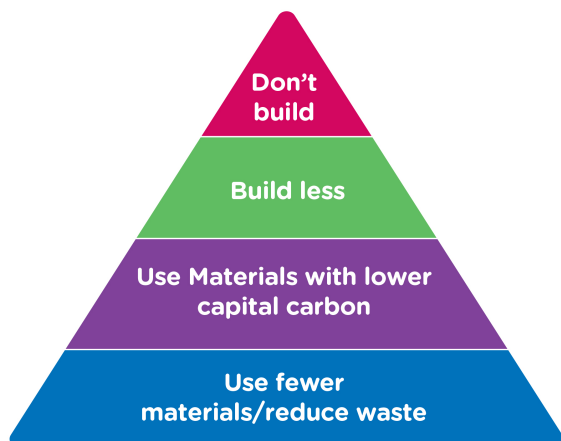 Don’t
build
Build less
Use Materials with lower
capital carbon
Use fewer
materials/reduce waste